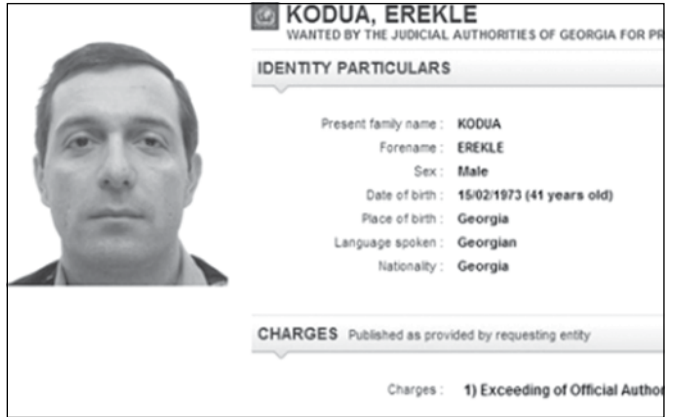 KODUA, EREKLE
WANTED BY THE JUDICIAL AUTHORITIES OF GEORGIA FOR
IDENTITY PARTICULARS
Present family name : KODUA
Forename : EREKLE
Sex : Male
Date of birth : 15/02/1973 (41 years old)
Place of birth : Georgia
Language spoken : Georgian
Nationality : Georgia
CHARGES Published as provided by requesting entity
Charges : 1) Exceeding of Official